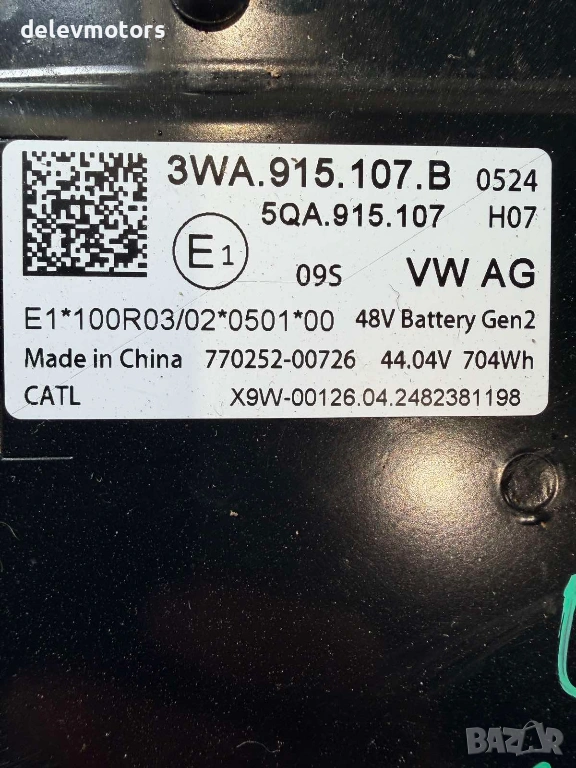 delevmotors
3WA.915.107.B 0524
5QA.915.107 H07
E1 09S VW AG
E1*100R03/02*0501*00 48V Battery Gen2
Made in China 770252-00726 44.04V 704Wh
CATL X9W-00126.04.2482381198
BAZAR